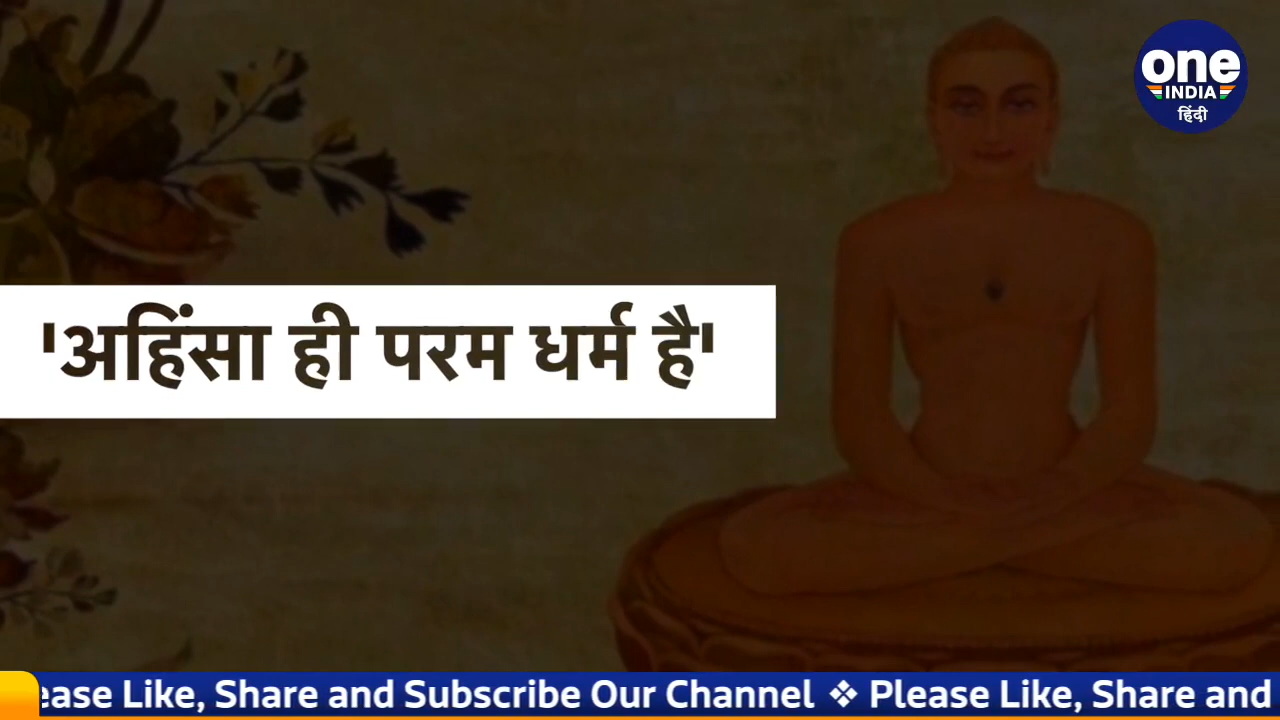 one
INDIA
हिंदी
'अहिंसा ही परम धर्म है'
ease Like, Share and Subscribe Our Channel ❖ Please Like, Share and